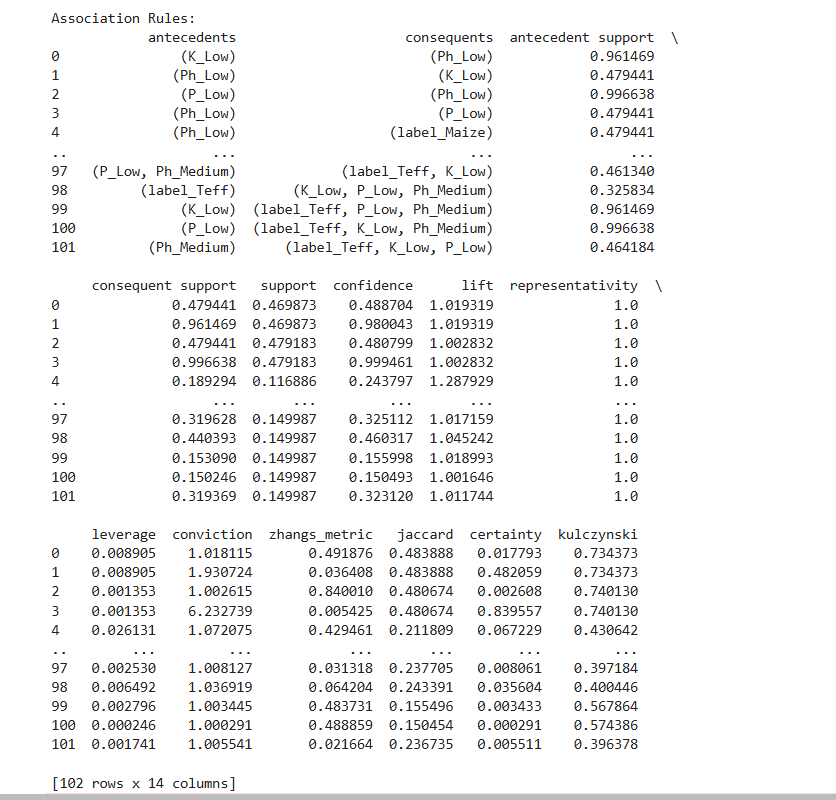 Association Rules:
antecedents consequents antecedent support \
0 (K_Low) (Ph_Low) 0.961469
1 (Ph_Low) (K_Low) 0.479441
2 (P_Low) (Ph_Low) 0.996638
3 (Ph_Low) (P_Low) 0.479441
4 (Ph_Low) (label_Maize) 0.479441
.. ... ... ...
97 (P_Low, Ph_Medium) (label_Teff, K_Low) 0.461340
98 (label_Teff) (K_Low, P_Low, Ph_Medium) 0.325834
99 (K_Low) (label_Teff, P_Low, Ph_Medium) 0.961469
100 (P_Low) (label_Teff, K_Low, Ph_Medium) 0.996638
101 (Ph_Medium) (label_Teff, K_Low, P_Low) 0.464184
consequent support support confidence lift representativity \
0 0.479441 0.469873 0.488704 1.019319 1.0
1 0.961469 0.469873 0.980043 1.019319 1.0
2 0.479441 0.479183 0.480799 1.002832 1.0
3 0.996638 0.479183 0.999461 1.002832 1.0
4 0.189294 0.116886 0.243797 1.287929 1.0
.. ... ... ... ... ...
97 0.319628 0.149987 0.325112 1.017159 1.0
98 0.440393 0.149987 0.460317 1.045242 1.0
99 0.153090 0.149987 0.155998 1.018993 1.0
100 0.150246 0.149987 0.150493 1.001646 1.0
101 0.319369 0.149987 0.323120 1.011744 1.0
leverage conviction zhangs_metric jaccard certainty kulczynski
0 0.008905 1.018115 0.491876 0.483888 0.017793 0.734373
1 0.008905 1.930724 0.036408 0.483888 0.482059 0.734373
2 0.001353 1.002615 0.840010 0.480674 0.002608 0.740130
3 0.001353 6.232739 0.005425 0.480674 0.839557 0.740130
4 0.026131 1.072075 0.429461 0.211809 0.067229 0.430642
.. ... ... ... ... ... ...
97 0.002530 1.008127 0.031318 0.237705 0.008061 0.397184
98 0.006492 1.036919 0.064204 0.243391 0.035604 0.400446
99 0.002796 1.003445 0.483731 0.155496 0.003433 0.567864
100 0.000246 1.000291 0.488859 0.150454 0.000291 0.574386
101 0.001741 1.005541 0.021664 0.236735 0.005511 0.396378
[102 rows x 14 columns]